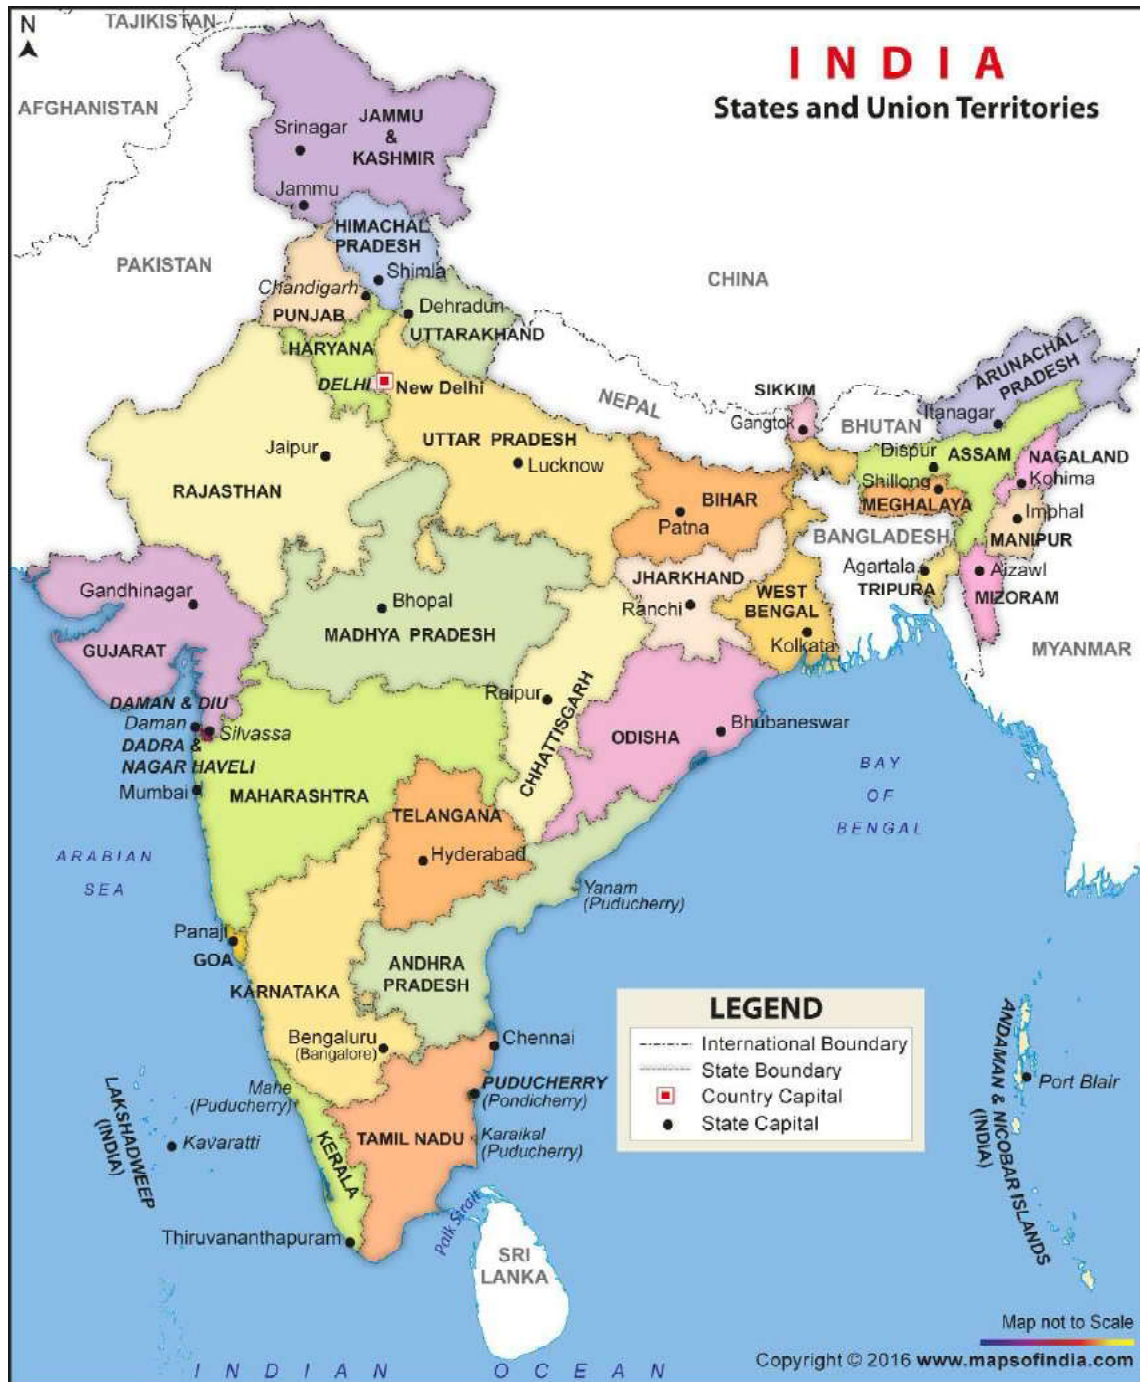 N
TAJIKISTAN
INDIA
States and Union Territories
AFGHANISTAN
JAMMU
&
KASHMIR
Srinagar
Jammu
HIMACHAL
PRADESH
PAKISTAN
Shimla
CHINA
Chandigarh
PUNJAB
Dehradun
UTTARAKHAND
HARYANA
DELHI
New Delhi
ARUNACHAL
PRADESH
SIKKIM
NEPAL
Gangtok
BHUTAN
Itanagar
UTTAR PRADESH
Jaipur
Lucknow
Dispur
ASSAM
NAGALAND
RAJASTHAN
BIHAR
Shillong
Kohima
MEGHALAYA
Patna
Imphal
BANGLADESH
MANIPUR
JHARKHAND
Agartala
Aizawl
Gandhinagar
Bhopal
Ranchi
WEST
BENGAL
TRIPURA
MIZORAM
MADHYA PRADESH
GUJARAT
Kolkata
MYANMAR
DAMAN & DIU
Raipur
CHHATTISGARH
Daman
Silvassa
Bhubaneswar
ODISHA
DADRA &
NAGAR HAVELI
BAY
OF
BENGAL
Mumbai
MAHARASHTRA
TELANGANA
ARABIAN
SEA
Hyderabad
Yanam
(Puducherry)
Panaji
GOA
ANDHRA
PRADESH
KARNATAKA
LEGEND
International Boundary
State Boundary
Country Capital
State Capital
Bengaluru
(Bangalore)
Chennai
ANDAMAN & NICOBAR ISLANDS
(INDIA)
Port Blair
Mahe
(Puducherry)
PUDUCHERRY
(Pondicherry)
LAKSHADWEEP
(INDIA)
Kavaratti
KERALA
TAMIL NADU
Karaikal
(Puducherry)
Palk Strait
Thiruvananthapuram
SRI
LANKA
Map not to Scale
INDIAN OCEAN
Copyright © 2016 www.mapsofindia.com